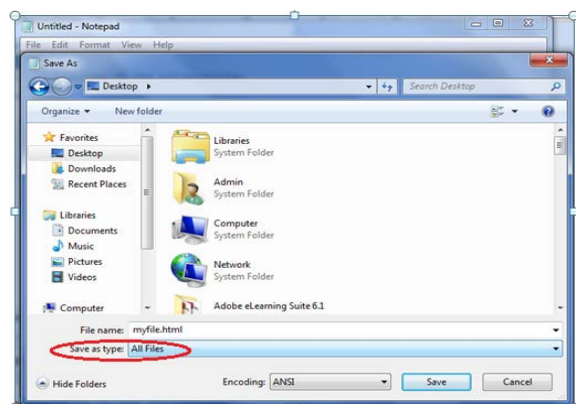 Untitled - Notepad
File Edit Format View Help
Save As
Desktop
Search Desktop
Organize New folder
Favorites
Desktop
Downloads
Recent Places
Libraries
Documents
Music
Pictures
Videos
Computer
Libraries
System Folder
Admin
System Folder
Computer
System Folder
Network
System Folder
Adobe eLearning Suite 6.1
File name: myfile.html
Save as type: All Files
Hide Folders
Encoding: ANSI
Save
Cancel